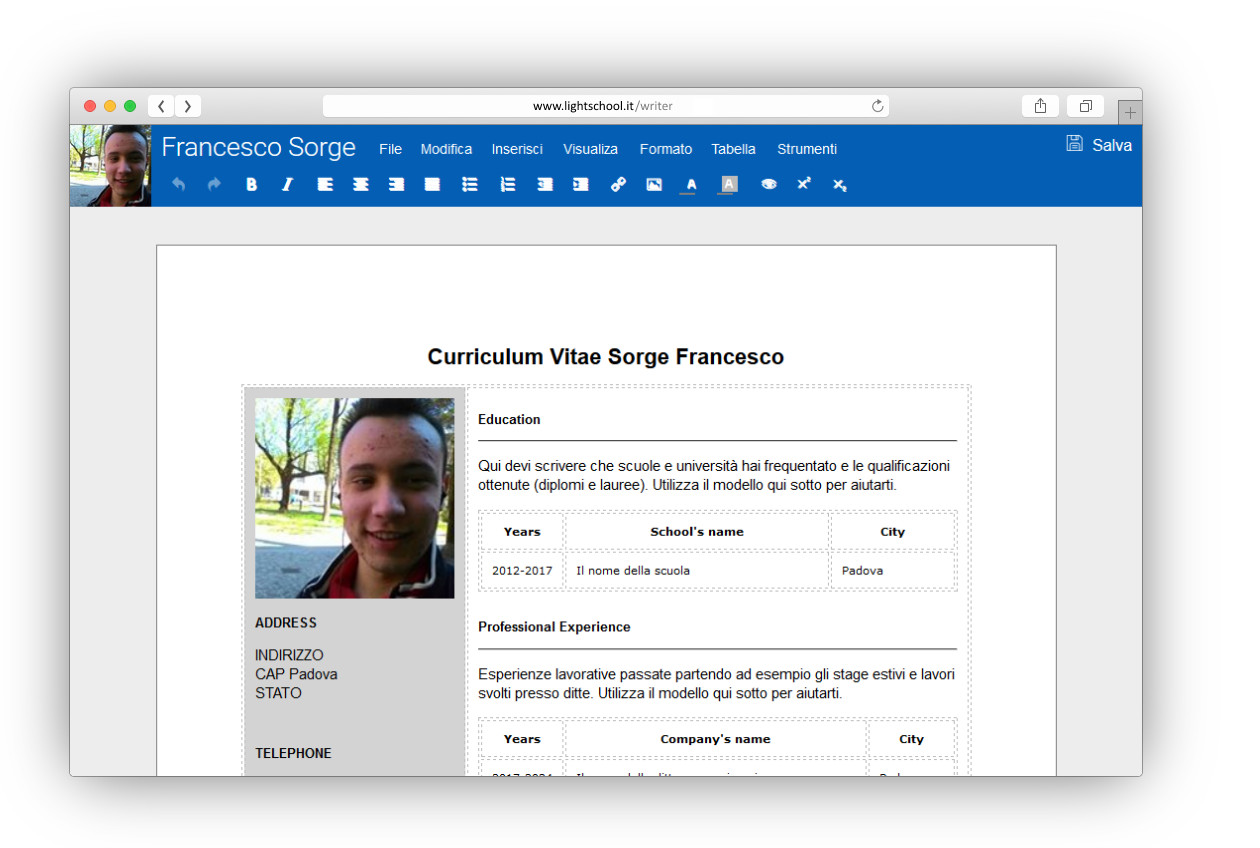 www.lightschool.it/writer
Francesco Sorge File Modifica Inserisci Visualizza Formato Tabella Strumenti Salva
Curriculum Vitae Sorge Francesco
Education
Qui devi scrivere che scuole e università hai frequentato e le qualificazioni
ottenute (diplomi e lauree). Utilizza il modello qui sotto per aiutarti.
Years School's name City
2012-2017 Il nome della scuola Padova
ADDRESS
INDIRIZZO
CAP Padova
STATO
TELEPHONE
Professional Experience
Esperienze lavorative passate partendo ad esempio gli stage estivi e lavori
svolti presso ditte. Utilizza il modello qui sotto per aiutarti.
Years Company's name City